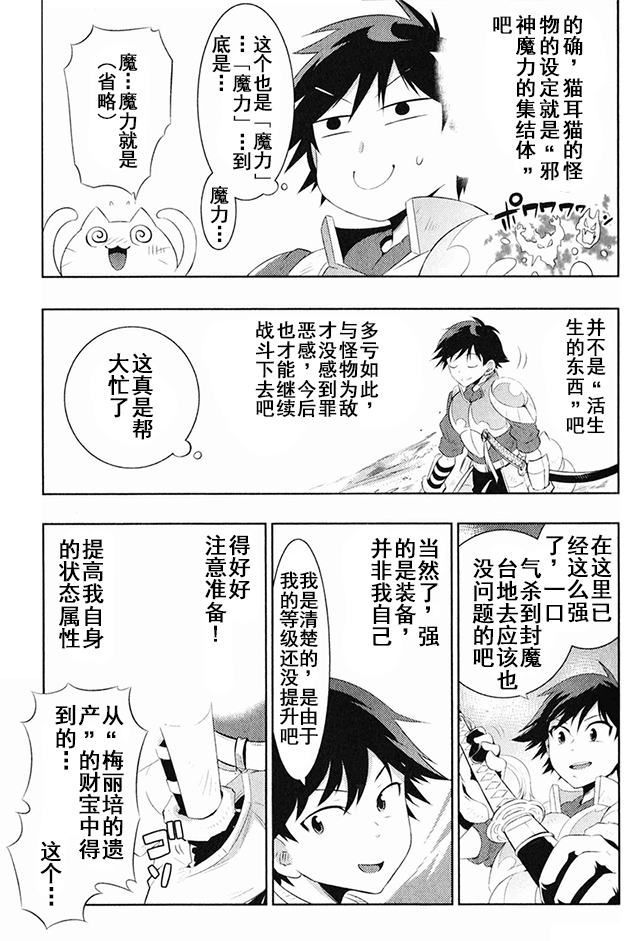 的确，猫耳猫的怪
物的设定就是“邪
神魔力的集结体”
吧
ポワワワーン
这个也是「魔力」
…「魔力」…到
底是…
魔力…
魔…魔力就是
（省略）
并不是“活生
生的东西”吧
多亏如此，
与怪物为敌
才没感到罪
恶感，今后
也才能继续
战斗下去吧
这真是帮
大忙了
在这里已
经这么强
了，一口
气杀到封魔
台地去应该也
没问题的吧
当然了，强
的是装备，
并非我自己
我是清楚的，是由于
我的等级还没提升吧
得好好
注意准备！
提高我自身
的状态属性
从“梅丽培的遗
产”的财宝中得
到的…
这个…
ゴソ